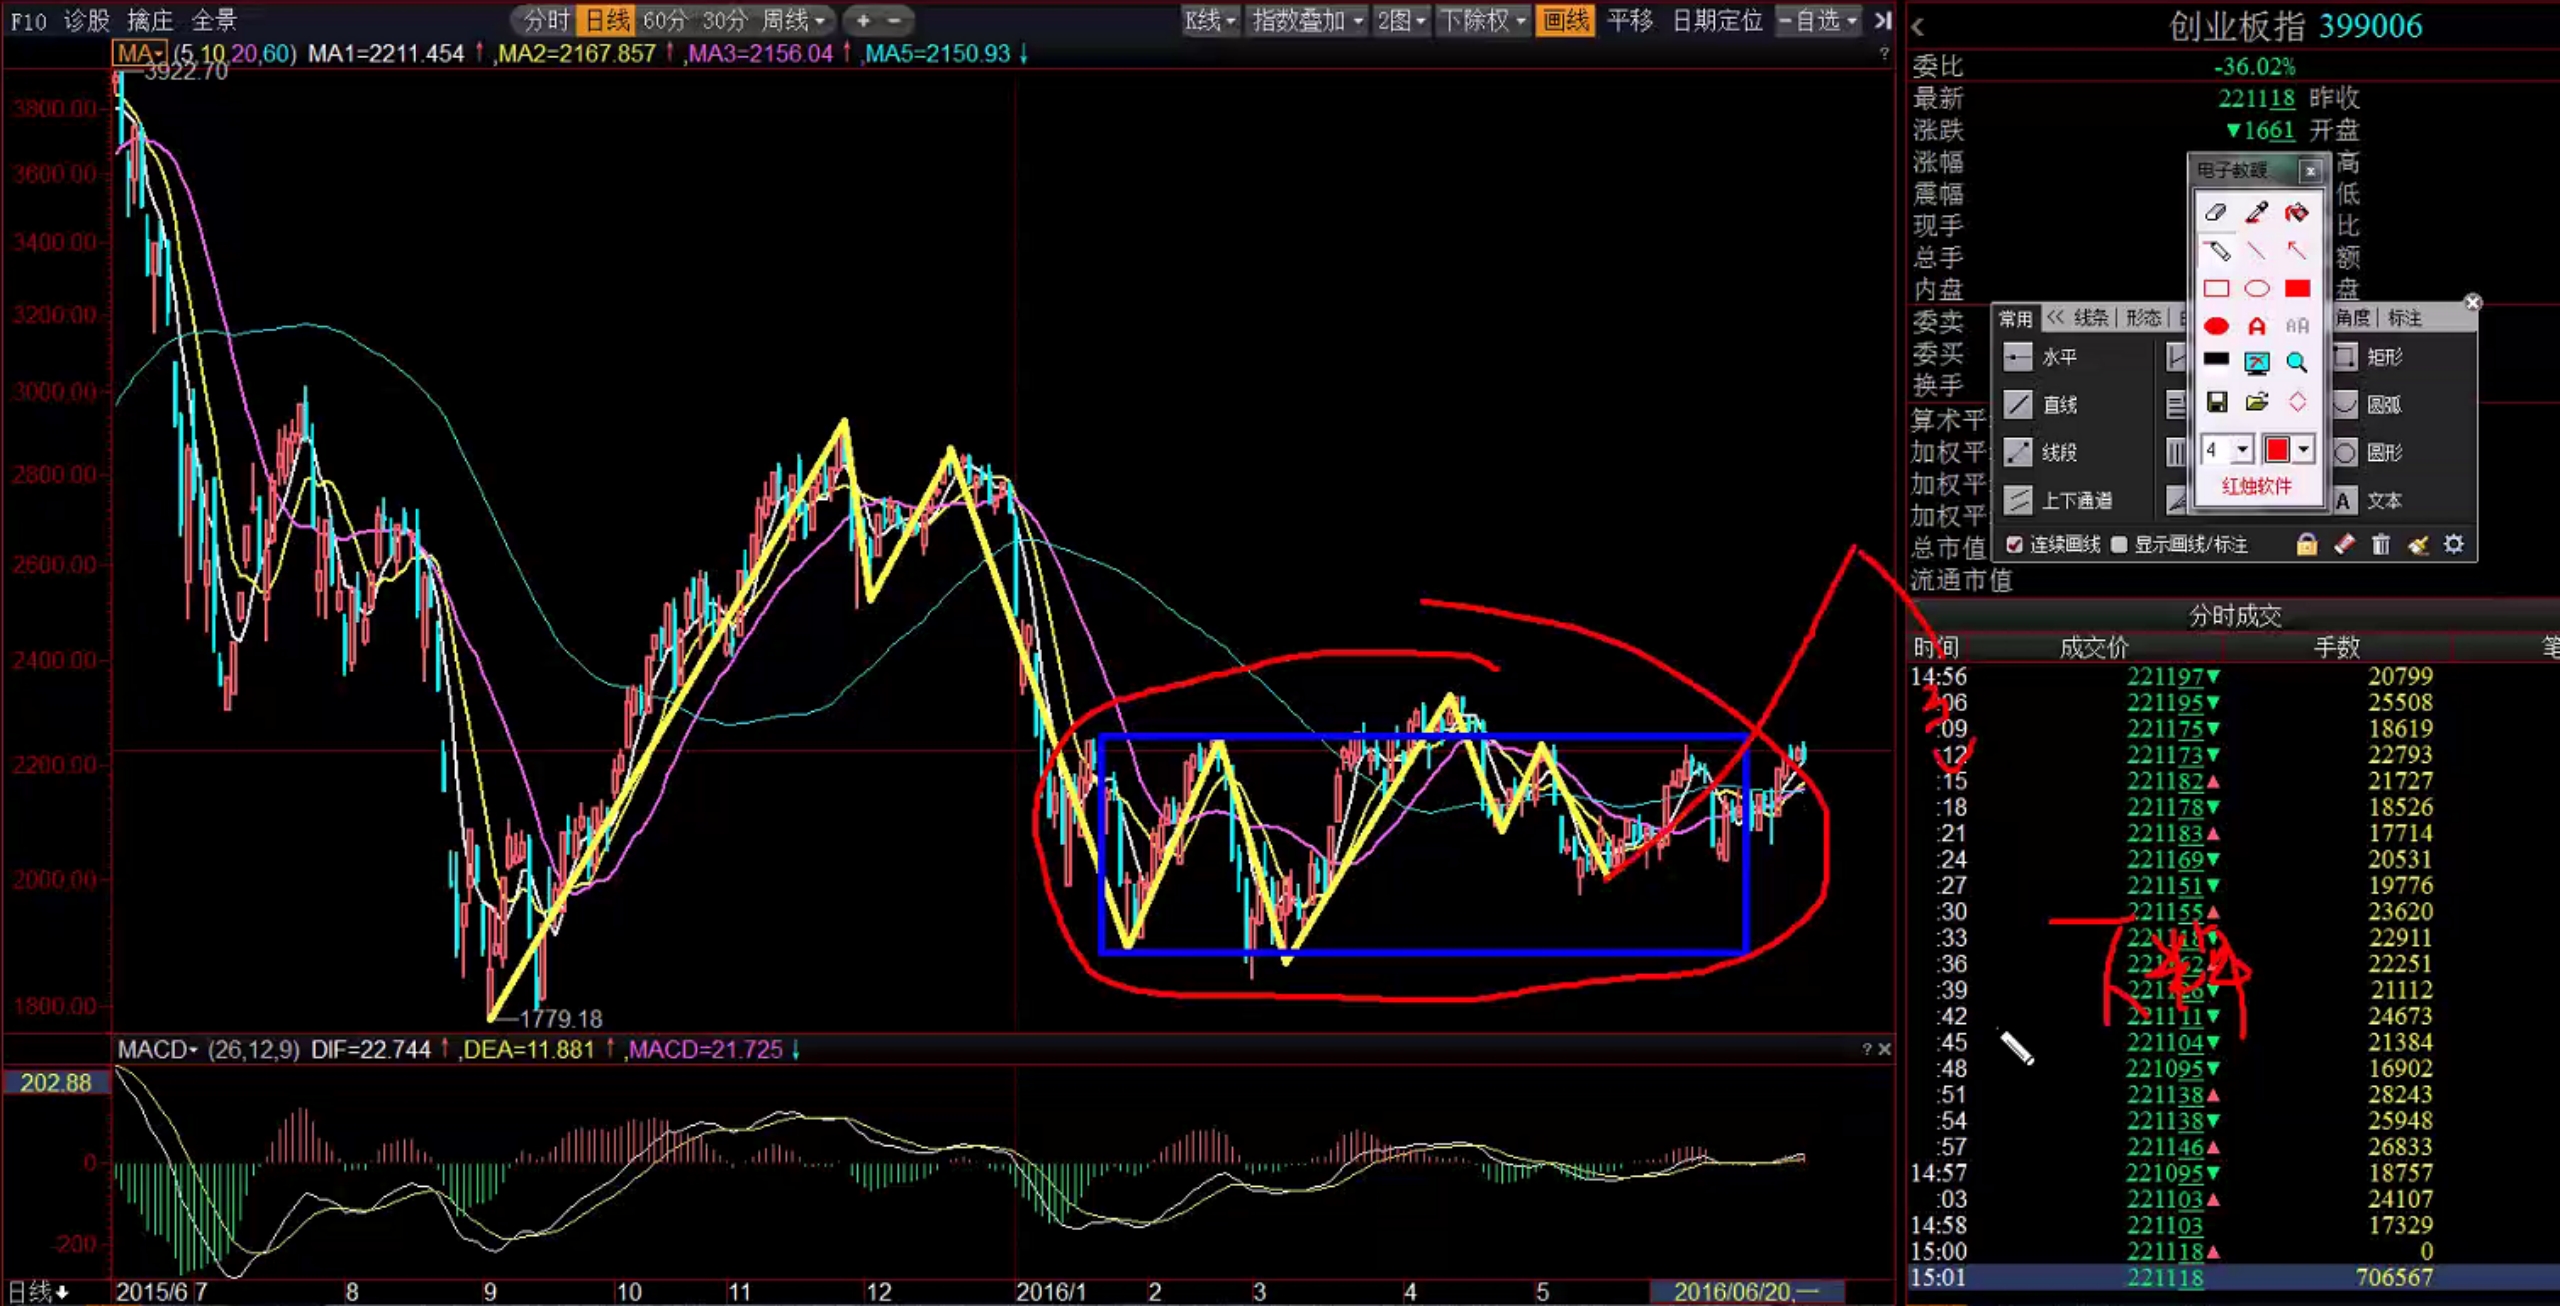 F10 诊股 擒庄 全景 分时 日线 60分 30分 周线 + - K线 指数叠加 2图 下除权 画线 平移 日期定位 自选
MA (5,10,20,60) MA1=2211.454 ↑ ,MA2=2167.857 ↑ ,MA3=2156.04 ↑ ,MA5=2150.93 ↓ ?
3922.70
3800.00
3600.00
3400.00
3200.00
3000.00
2800.00
2600.00
2400.00
2200.00
2000.00
1800.00
1779.18
MACD (26,12,9) DIF=22.744 ↑ ,DEA=11.881 ↑ ,MACD=21.725 ↓ ? ×
202.88
0
-200
日线 2015/6 7 8 9 10 11 12 2016/1 2 3 4 5 2016/06/20,一
创业板指 399006
委比 -36.02%
最新 221118 昨收
涨跌 ▼1661 开盘
涨幅 高
震幅 低
现手 比
总手 额
内盘 盘
委卖
委买
换手
算术平
加权平
加权平
加权平
总市值
流通市值
电子教鞭
4
红烛软件
常用 << 线条 形态 角度 标注
水平 矩形
直线 圆弧
线段 圆形
上下通道 A 文本
连续画线 显示画线/标注
分时成交
时间 成交价 手数 笔
14:56 221197▼ 20799
:06 221195▼ 25508
:09 221175▼ 18619
:12 221173▼ 22793
:15 221182▲ 21727
:18 221178▼ 18526
:21 221183▲ 17714
:24 221169▼ 20531
:27 221151▼ 19776
:30 221155▲ 23620
:33 221118▼ 22911
:36 22251
:39 221126▼ 21112
:42 221111▼ 24673
:45 221104▼ 21384
:48 221095▼ 16902
:51 221138▲ 28243
:54 221138▼ 25948
:57 221146▲ 26833
14:57 221095▼ 18757
:03 221103▲ 24107
14:58 221103 17329
15:00 221118▲ 0
15:01 221118 706567